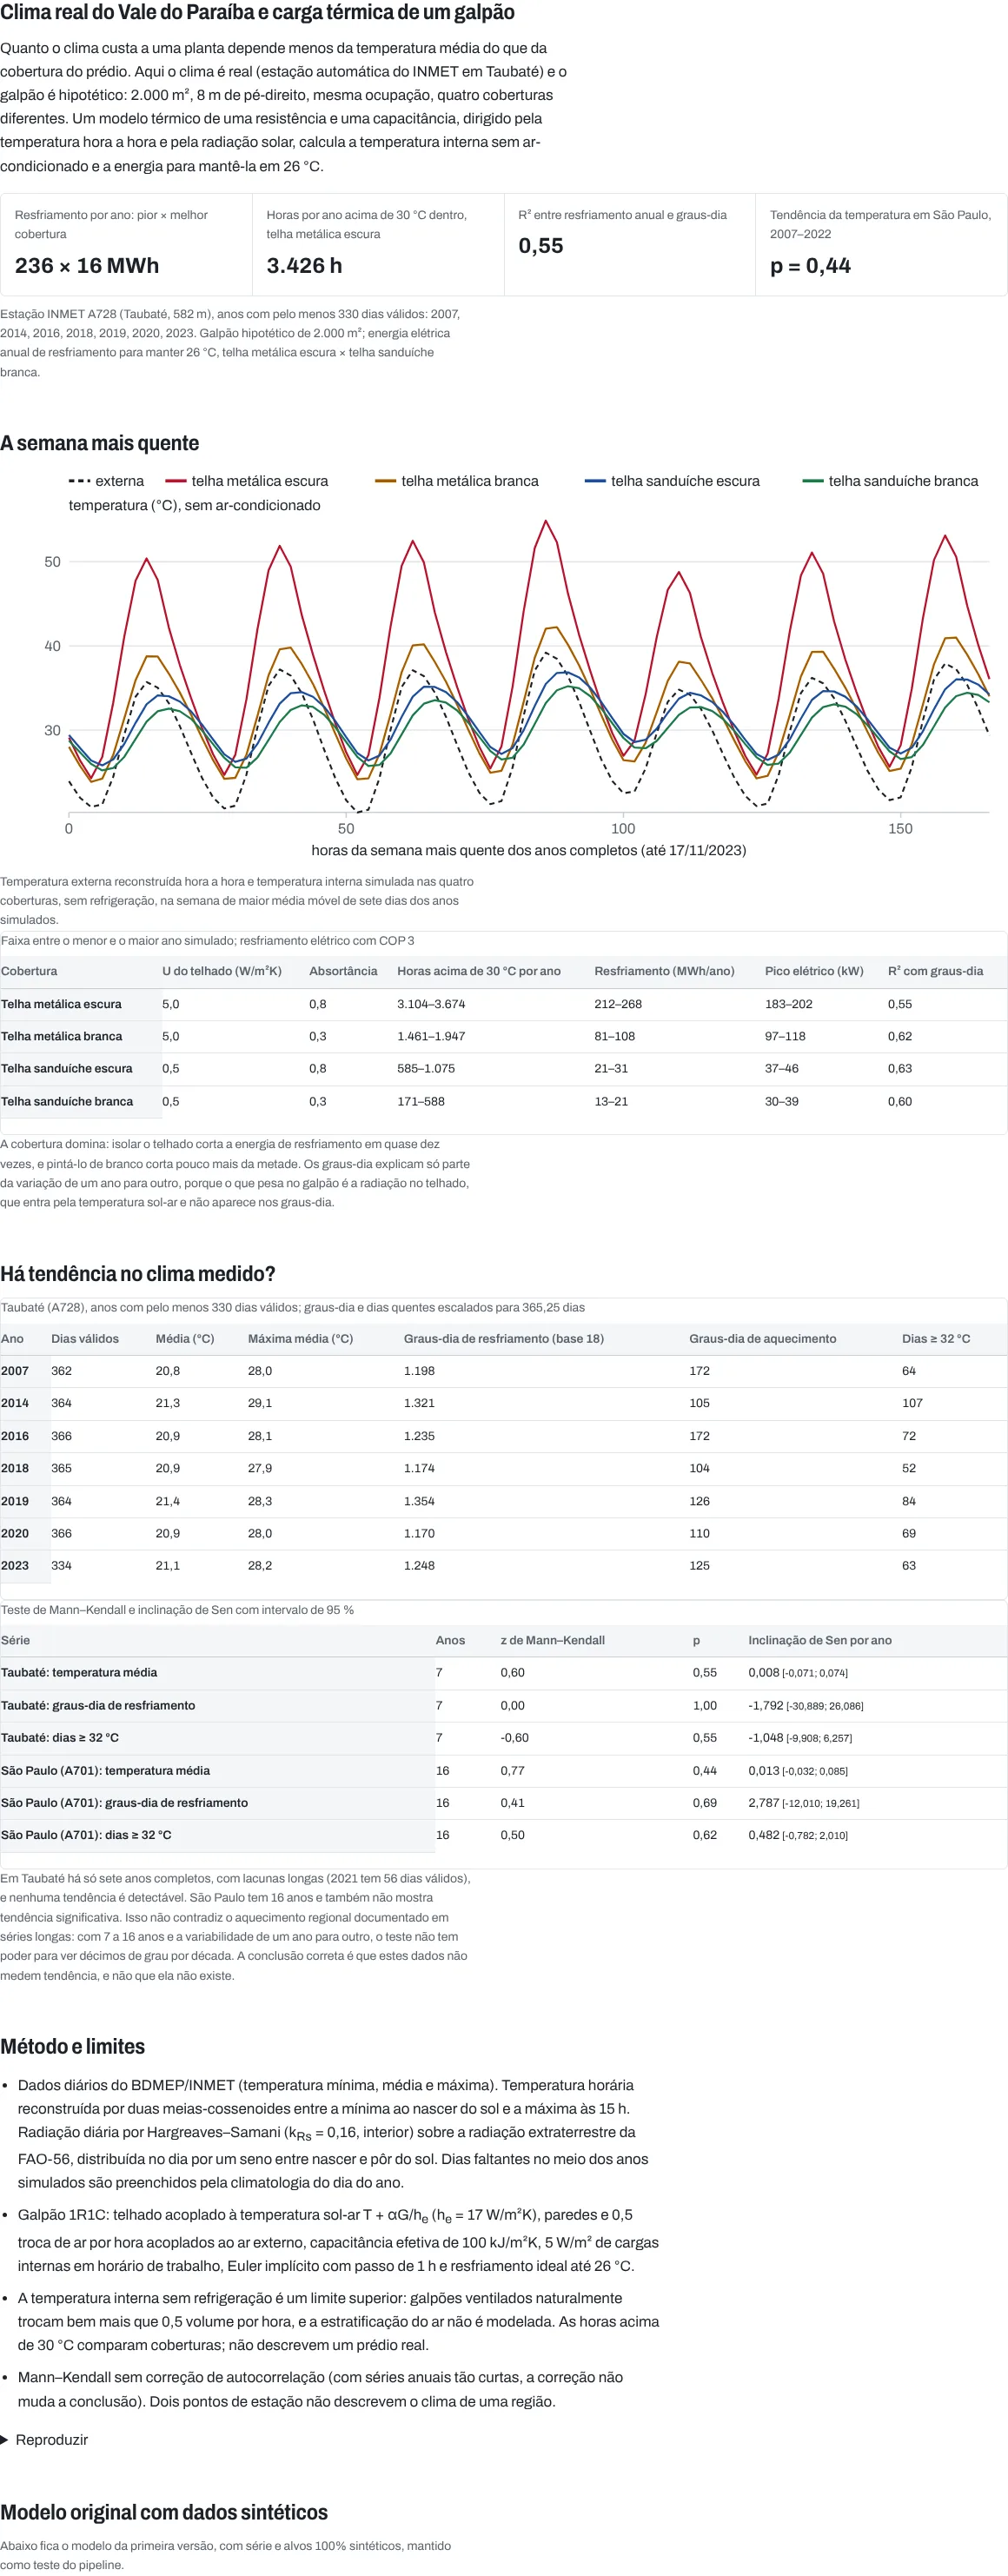 Clima real do Vale do Paraíba e carga térmica de um galpão
Quanto o clima custa a uma planta depende menos da temperatura média do que da
cobertura do prédio. Aqui o clima é real (estação automática do INMET em Taubaté) e o
galpão é hipotético: 2.000 m², 8 m de pé-direito, mesma ocupação, quatro coberturas
diferentes. Um modelo térmico de uma resistência e uma capacitância, dirigido pela
temperatura hora a hora e pela radiação solar, calcula a temperatura interna sem ar-
condicionado e a energia para mantê-la em 26 °C.
Resfriamento por ano: pior × melhor
cobertura
236 × 16 MWh
Horas por ano acima de 30 °C dentro,
telha metálica escura
3.426 h
R² entre resfriamento anual e graus-dia
0,55
Tendência da temperatura em São Paulo,
2007–2022
p = 0,44
Estação INMET A728 (Taubaté, 582 m), anos com pelo menos 330 dias válidos: 2007,
2014, 2016, 2018, 2019, 2020, 2023. Galpão hipotético de 2.000 m²; energia elétrica
anual de resfriamento para manter 26 °C, telha metálica escura × telha sanduíche
branca.
A semana mais quente
externa telha metálica escura telha metálica branca telha sanduíche escura telha sanduíche branca
temperatura (°C), sem ar-condicionado
50
40
30
0 50 100 150
horas da semana mais quente dos anos completos (até 17/11/2023)
Temperatura externa reconstruída hora a hora e temperatura interna simulada nas quatro
coberturas, sem refrigeração, na semana de maior média móvel de sete dias dos anos
simulados.
Faixa entre o menor e o maior ano simulado; resfriamento elétrico com COP 3
Cobertura U do telhado (W/m²K) Absortância Horas acima de 30 °C por ano Resfriamento (MWh/ano) Pico elétrico (kW) R² com graus-dia
Telha metálica escura 5,0 0,8 3.104–3.674 212–268 183–202 0,55
Telha metálica branca 5,0 0,3 1.461–1.947 81–108 97–118 0,62
Telha sanduíche escura 0,5 0,8 585–1.075 21–31 37–46 0,63
Telha sanduíche branca 0,5 0,3 171–588 13–21 30–39 0,60
A cobertura domina: isolar o telhado corta a energia de resfriamento em quase dez
vezes, e pintá-lo de branco corta pouco mais da metade. Os graus-dia explicam só parte
da variação de um ano para outro, porque o que pesa no galpão é a radiação no telhado,
que entra pela temperatura sol-ar e não aparece nos graus-dia.
Há tendência no clima medido?
Taubaté (A728), anos com pelo menos 330 dias válidos; graus-dia e dias quentes escalados para 365,25 dias
Ano Dias válidos Média (°C) Máxima média (°C) Graus-dia de resfriamento (base 18) Graus-dia de aquecimento Dias ≥ 32 °C
2007 362 20,8 28,0 1.198 172 64
2014 364 21,3 29,1 1.321 105 107
2016 366 20,9 28,1 1.235 172 72
2018 365 20,9 27,9 1.174 104 52
2019 364 21,4 28,3 1.354 126 84
2020 366 20,9 28,0 1.170 110 69
2023 334 21,1 28,2 1.248 125 63
Teste de Mann–Kendall e inclinação de Sen com intervalo de 95 %
Série Anos z de Mann–Kendall p Inclinação de Sen por ano
Taubaté: temperatura média 7 0,60 0,55 0,008 [-0,071; 0,074]
Taubaté: graus-dia de resfriamento 7 0,00 1,00 -1,792 [-30,889; 26,086]
Taubaté: dias ≥ 32 °C 7 -0,60 0,55 -1,048 [-9,908; 6,257]
São Paulo (A701): temperatura média 16 0,77 0,44 0,013 [-0,032; 0,085]
São Paulo (A701): graus-dia de resfriamento 16 0,41 0,69 2,787 [-12,010; 19,261]
São Paulo (A701): dias ≥ 32 °C 16 0,50 0,62 0,482 [-0,782; 2,010]
Em Taubaté há só sete anos completos, com lacunas longas (2021 tem 56 dias válidos),
e nenhuma tendência é detectável. São Paulo tem 16 anos e também não mostra
tendência significativa. Isso não contradiz o aquecimento regional documentado em
séries longas: com 7 a 16 anos e a variabilidade de um ano para outro, o teste não tem
poder para ver décimos de grau por década. A conclusão correta é que estes dados não
medem tendência, e não que ela não existe.
Método e limites
• Dados diários do BDMEP/INMET (temperatura mínima, média e máxima). Temperatura horária
reconstruída por duas meias-cossenoides entre a mínima ao nascer do sol e a máxima às 15 h.
Radiação diária por Hargreaves–Samani (kRs = 0,16, interior) sobre a radiação extraterrestre da
FAO-56, distribuída no dia por um seno entre nascer e pôr do sol. Dias faltantes no meio dos anos
simulados são preenchidos pela climatologia do dia do ano.
• Galpão 1R1C: telhado acoplado à temperatura sol-ar T + αG/he (he = 17 W/m²K), paredes e 0,5
troca de ar por hora acoplados ao ar externo, capacitância efetiva de 100 kJ/m²K, 5 W/m² de cargas
internas em horário de trabalho, Euler implícito com passo de 1 h e resfriamento ideal até 26 °C.
• A temperatura interna sem refrigeração é um limite superior: galpões ventilados naturalmente
trocam bem mais que 0,5 volume por hora, e a estratificação do ar não é modelada. As horas acima
de 30 °C comparam coberturas; não descrevem um prédio real.
• Mann–Kendall sem correção de autocorrelação (com séries anuais tão curtas, a correção não
muda a conclusão). Dois pontos de estação não descrevem o clima de uma região.
▶ Reproduzir
Modelo original com dados sintéticos
Abaixo fica o modelo da primeira versão, com série e alvos 100% sintéticos, mantido
como teste do pipeline.